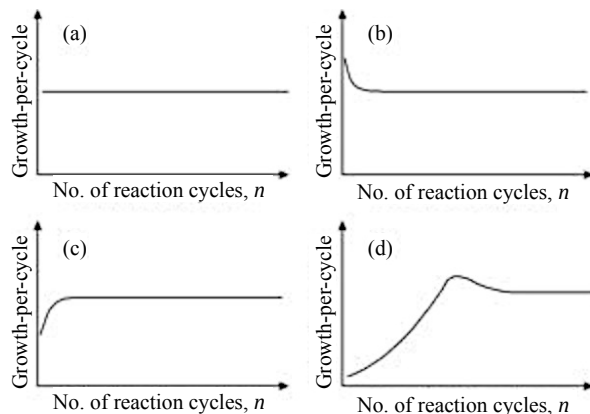 (a)
Growth-per-cycle
No. of reaction cycles, n
(b)
Growth-per-cycle
No. of reaction cycles, n
(c)
Growth-per-cycle
No. of reaction cycles, n
(d)
Growth-per-cycle
No. of reaction cycles, n